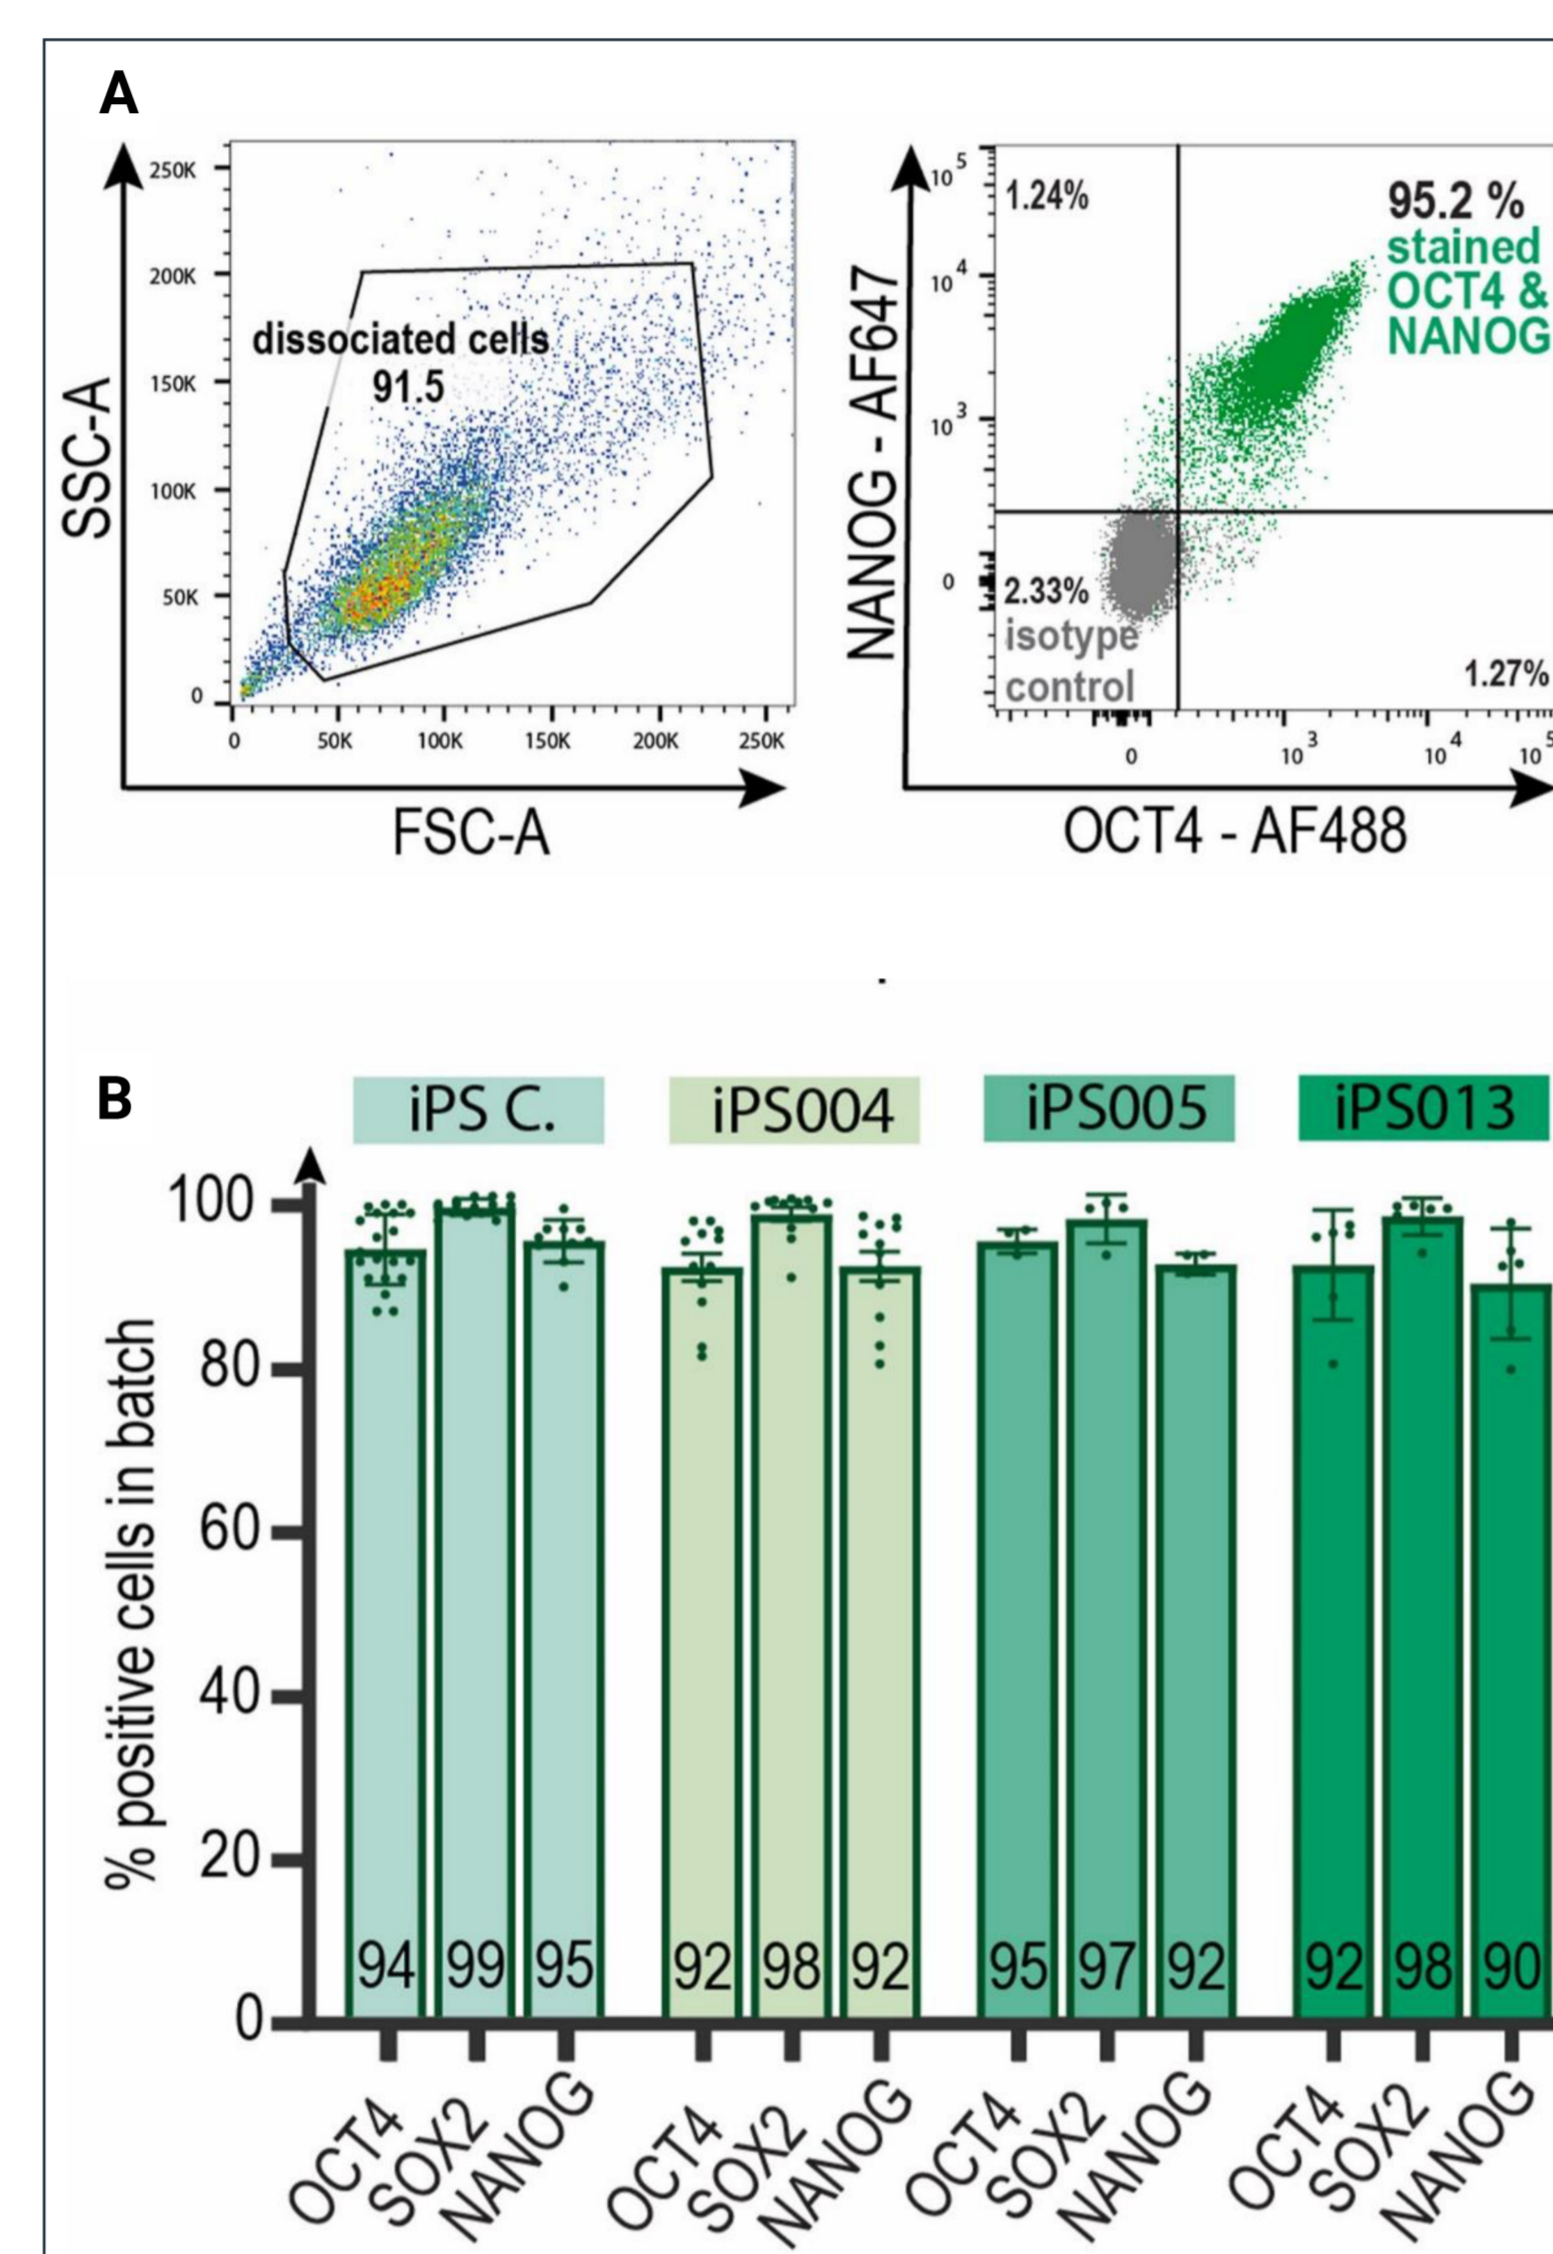 A
250K
200K
150K
100K
50K
0
SSC-A
dissociated cells
91.5
0 50K 100K 150K 200K 250K
FSC-A
10^5
10^4
10^3
0
NANOG - AF647
1.24%
95.2 %
stained
OCT4 &
NANOG
2.33%
isotype
control
1.27%
0 10^3 10^4 10^5
OCT4 - AF488
B
iPS C. iPS004 iPS005 iPS013
% positive cells in batch
100
80
60
40
20
0
94 99 95 92 98 92 95 97 92 92 98 90
OCT4 SOX2 NANOG OCT4 SOX2 NANOG OCT4 SOX2 NANOG OCT4 SOX2 NANOG